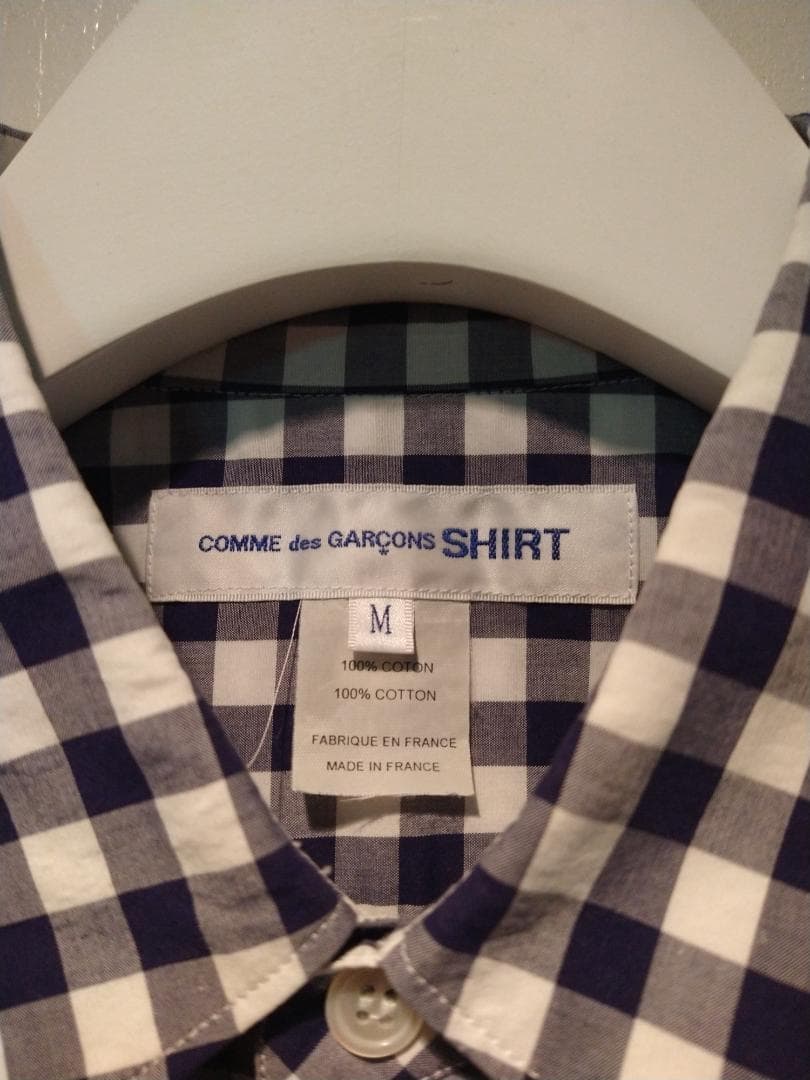 COMME des GARÇONS SHIRT
M
100% COTON
100% COTTON
FABRIQUE EN FRANCE
MADE IN FRANCE